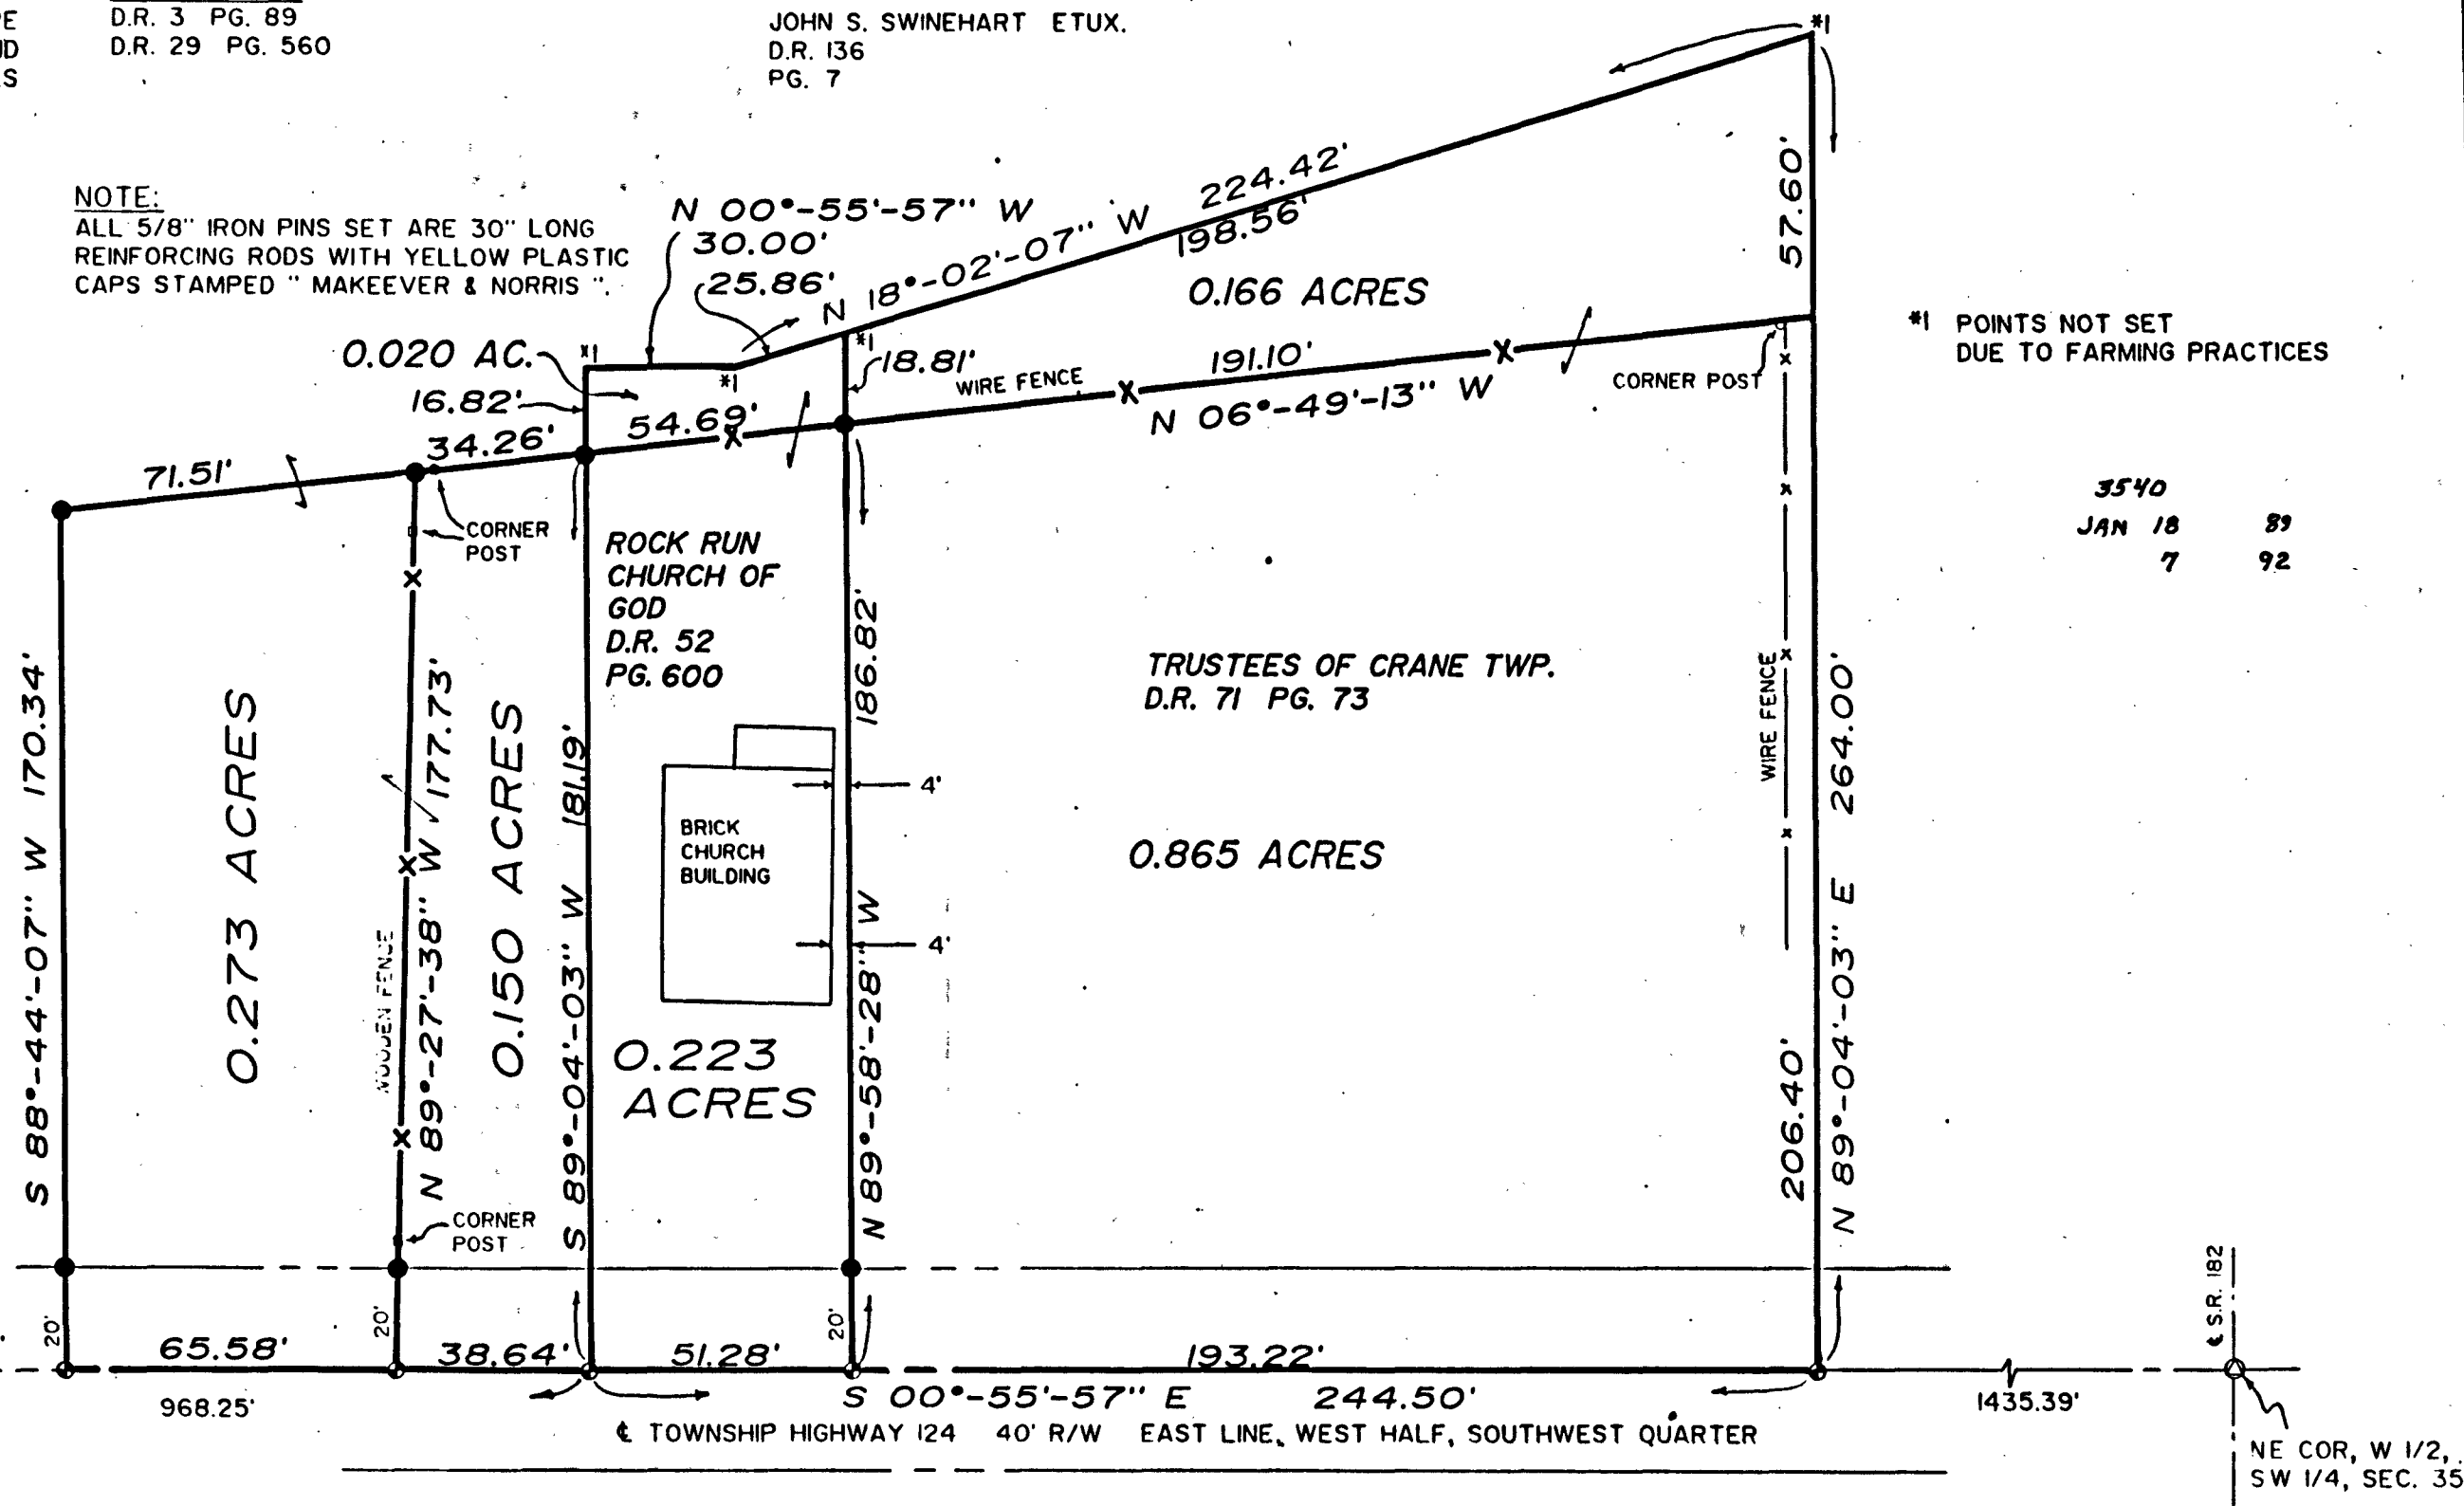 D.R. 3 PG. 89
D.R. 29 PG. 560
JOHN S. SWINEHART ETUX.
D.R. 136
PG. 7
*1
NOTE:
ALL 5/8" IRON PINS SET ARE 30" LONG
REINFORCING RODS WITH YELLOW PLASTIC
CAPS STAMPED " MAKEEVER & NORRIS ".
N 00°-55'-57" W
30.00'
25.86'
N 18°-02'-07" W
224.42'
198.56'
0.166 ACRES
57.60'
*1 POINTS NOT SET
DUE TO FARMING PRACTICES
0.020 AC.
*1
*1
*1
16.82'
18.81'
WIRE FENCE
191.10'
N 06°-49'-13" W
CORNER POST
71.51'
34.26'
54.69'
CORNER
POST
3540
JAN 18 89
7 92
ROCK RUN
CHURCH OF
GOD
D.R. 52
PG. 600
TRUSTEES OF CRANE TWP.
D.R. 71 PG. 73
S 88°-44'-07" W 170.34'
0.273 ACRES
WOODEN FENCE
N 89°-27'-38" W 177.73'
0.150 ACRES
S 89°-04'-03" W 181.19'
BRICK
CHURCH
BUILDING
4'
4'
N 89°-58'-28" W 186.82'
0.865 ACRES
WIRE FENCE
206.40'
N 89°-04'-03" E 264.00'
0.223
ACRES
CORNER
POST
20'
20'
20'
℄ S.R. 182
65.58'
38.64'
51.28'
193.22'
968.25'
S 00°-55'-57" E 244.50'
1435.39'
℄ TOWNSHIP HIGHWAY 124 40' R/W EAST LINE, WEST HALF, SOUTHWEST QUARTER
NE COR, W 1/2,
SW 1/4, SEC. 35